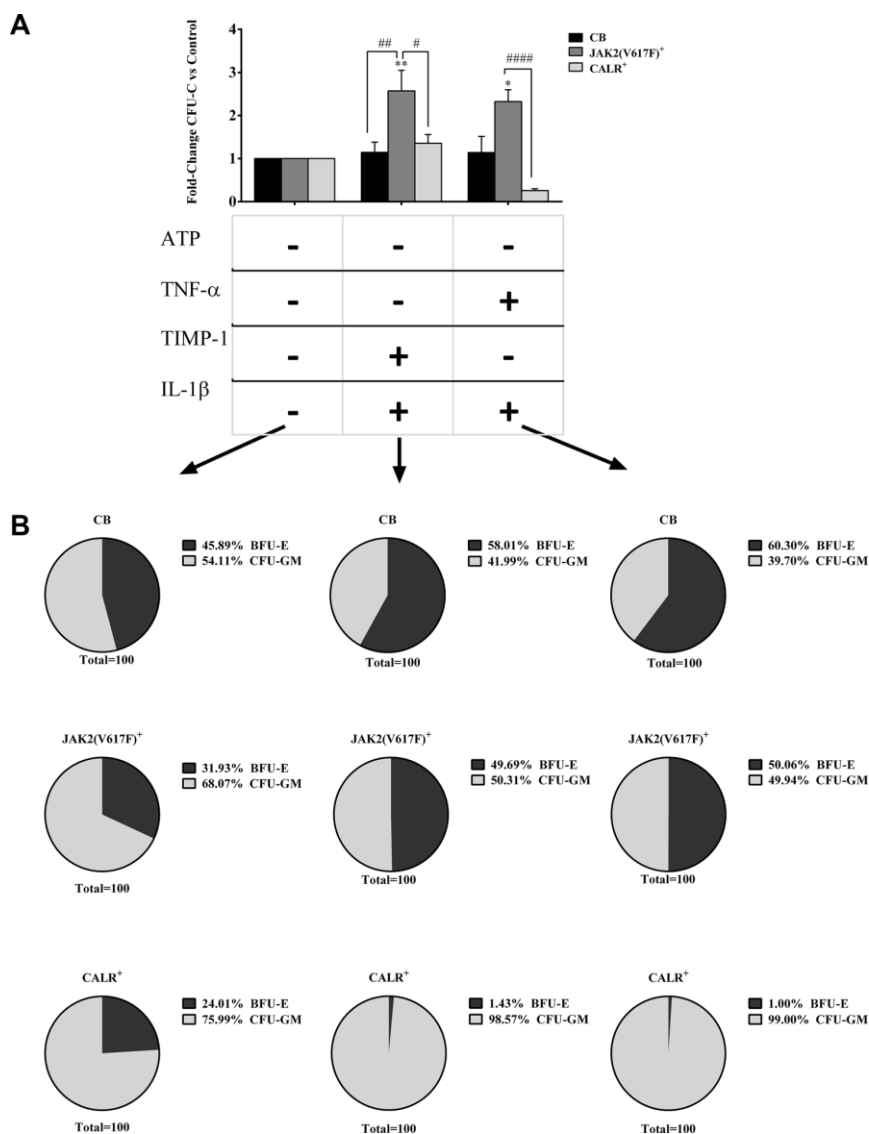 A
Fold-Change CFU-C vs Control
4
3
2
1
0
## #
**
####
*
CB
JAK2(V617F)+
CALR+
ATP - - -
TNF-α - - +
TIMP-1 - + -
IL-1β - + +
B
CB
45.89% BFU-E
54.11% CFU-GM
Total=100
CB
58.01% BFU-E
41.99% CFU-GM
Total=100
CB
60.30% BFU-E
39.70% CFU-GM
Total=100
JAK2(V617F)+
31.93% BFU-E
68.07% CFU-GM
Total=100
JAK2(V617F)+
49.69% BFU-E
50.31% CFU-GM
Total=100
JAK2(V617F)+
50.06% BFU-E
49.94% CFU-GM
Total=100
CALR+
24.01% BFU-E
75.99% CFU-GM
Total=100
CALR+
1.43% BFU-E
98.57% CFU-GM
Total=100
CALR+
1.00% BFU-E
99.00% CFU-GM
Total=100